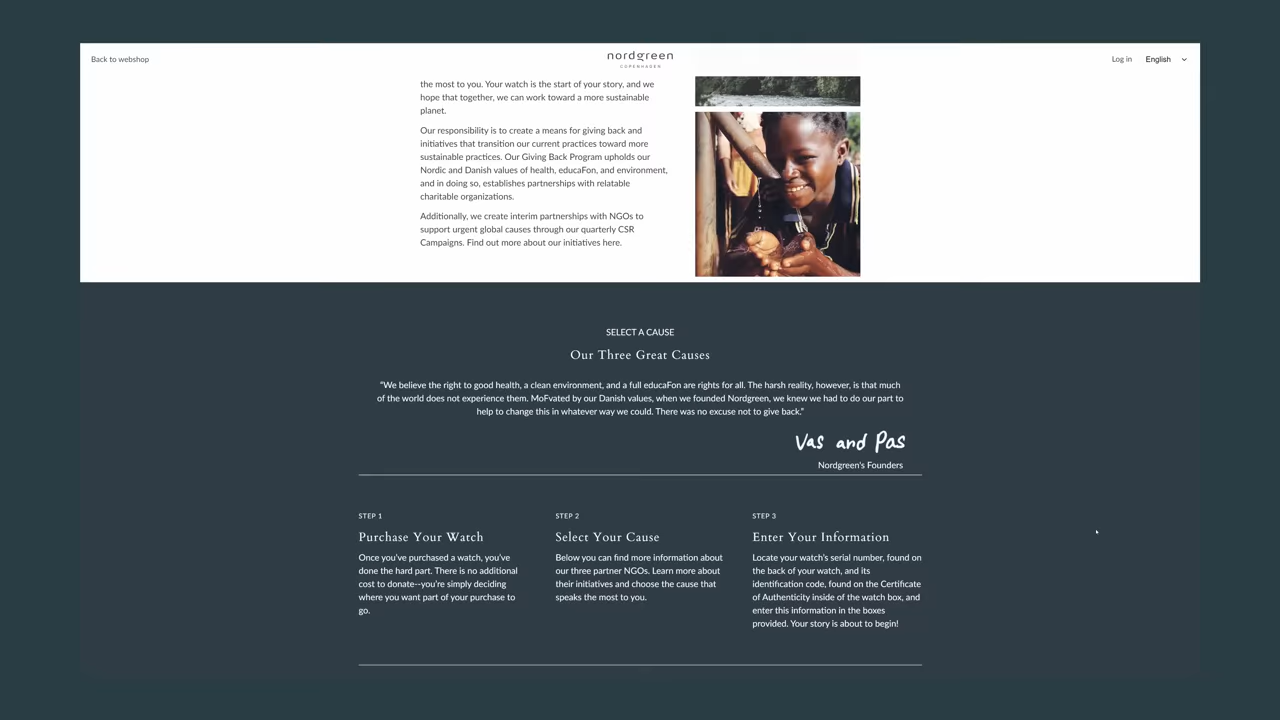 Back to webshop
nordgreen
COPENHAGEN
Log in
English
the most to you. Your watch is the start of your story, and we
hope that together, we can work toward a more sustainable
planet.
Our responsibility is to create a means for giving back and
initiatives that transition our current practices toward more
sustainable practices. Our Giving Back Program upholds our
Nordic and Danish values of health, educaFon, and environment,
and in doing so, establishes partnerships with relatable
charitable organizations.
Additionally, we create interim partnerships with NGOs to
support urgent global causes through our quarterly CSR
Campaigns. Find out more about our initiatives here.
SELECT A CAUSE
Our Three Great Causes
“We believe the right to good health, a clean environment, and a full educaFon are rights for all. The harsh reality, however, is that much
of the world does not experience them. MoFvated by our Danish values, when we founded Nordgreen, we knew we had to do our part to
help to change this in whatever way we could. There was no excuse not to give back.”
Vas and Pas
Nordgreen's Founders
STEP 1
Purchase Your Watch
Once you’ve purchased a watch, you’ve
done the hard part. There is no additional
cost to donate--you’re simply deciding
where you want part of your purchase to
go.
STEP 2
Select Your Cause
Below you can find more information about
our three partner NGOs. Learn more about
their initiatives and choose the cause that
speaks the most to you.
STEP 3
Enter Your Information
Locate your watch’s serial number, found on
the back of your watch, and its
identification code, found on the Certificate
of Authenticity inside of the watch box, and
enter this information in the boxes
provided. Your story is about to begin!